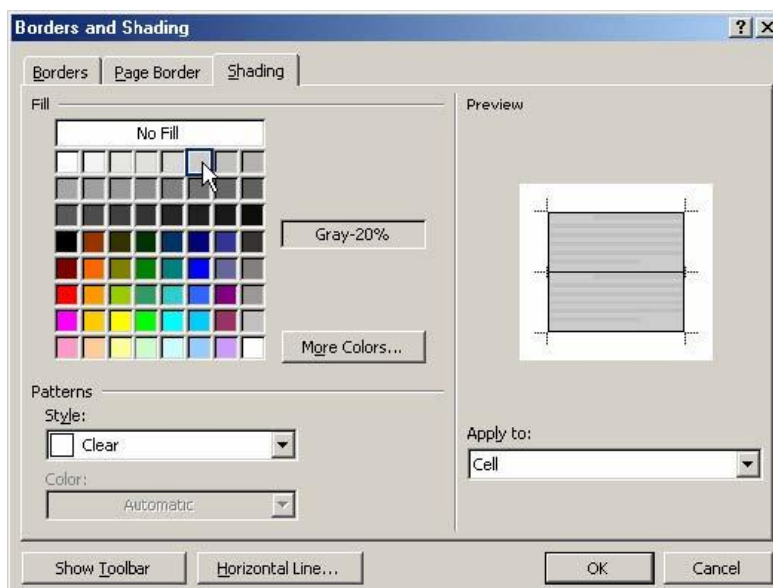 Borders and Shading
Borders
Page Border
Shading
Fill
No Fill
Gray-20%
More Colors...
Patterns
Style:
Clear
Color:
Automatic
Preview
Apply to:
Cell
Show Toolbar
Horizontal Line...
OK
Cancel